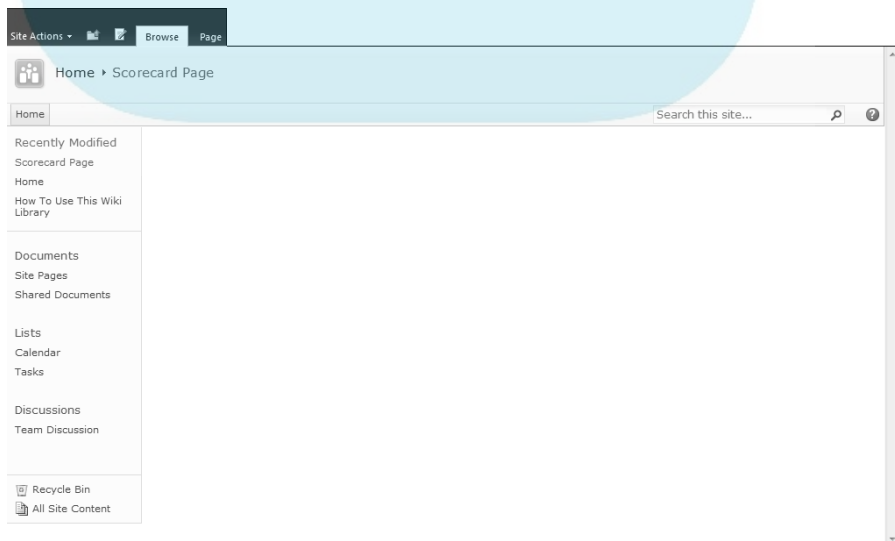 Site Actions Browse Page
Home ▸ Scorecard Page
Home Search this site...
Recently Modified
Scorecard Page
Home
How To Use This Wiki
Library
Documents
Site Pages
Shared Documents
Lists
Calendar
Tasks
Discussions
Team Discussion
Recycle Bin
All Site Content